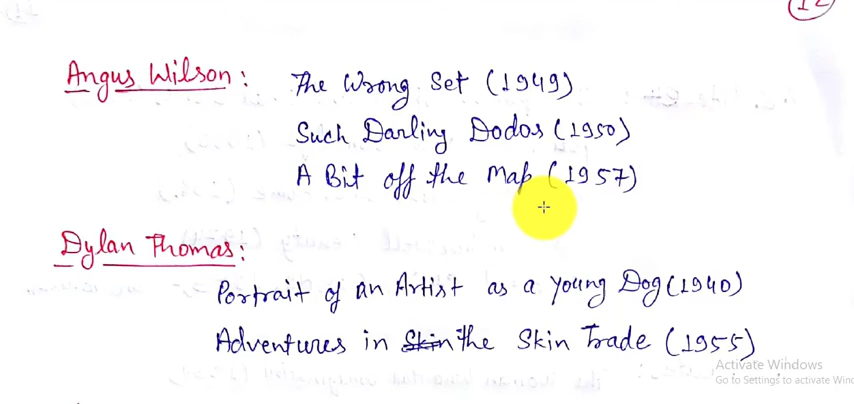 12
Angus Wilson: The Wrong Set (1949)
Such Darling Dodos (1950)
A Bit off the Map (1957)
Dylan Thomas:
Portrait of an Artist as a Young Dog (1940)
Adventures in Skin the Skin Trade (1955)
Activate Windows
Go to Settings to activate Wind